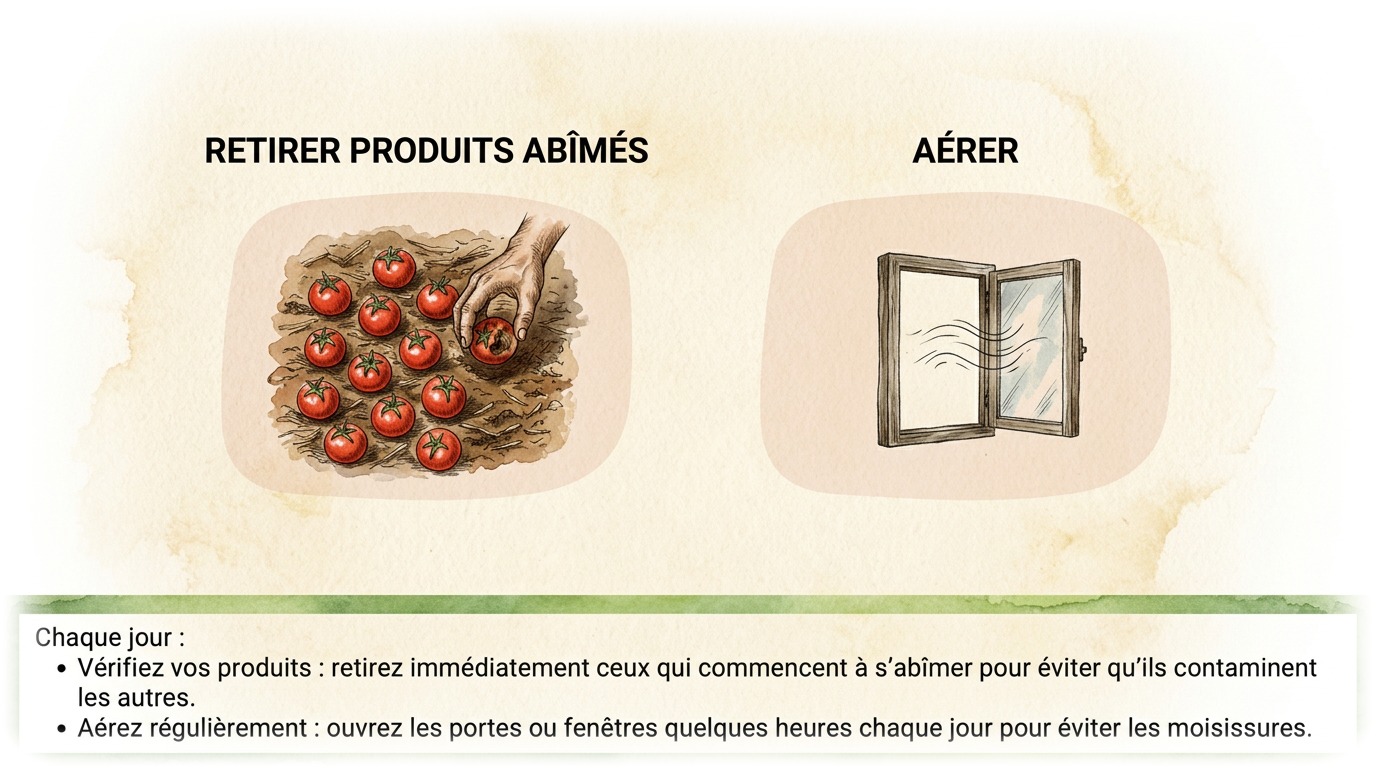 RETIRER PRODUITS ABÎMÉS
AÉRER
Chaque jour :
• Vérifiez vos produits : retirez immédiatement ceux qui commencent à s’abîmer pour éviter qu’ils contaminent
les autres.
• Aérez régulièrement : ouvrez les portes ou fenêtres quelques heures chaque jour pour éviter les moisissures.